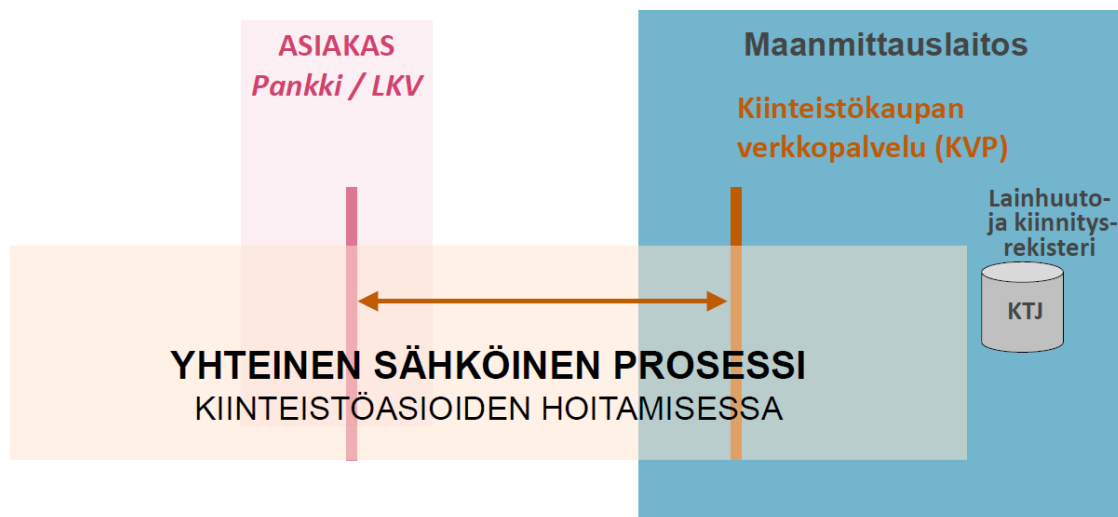 ASIAKAS
Pankki / LKV
Maanmittauslaitos
Kiinteistökaupan
verkkopalvelu (KVP)
Lainhuuto-
ja kiinnitys-
rekisteri
KTJ
YHTEINEN SÄHKÖINEN PROSESSI
KIINTEISTÖASIOIDEN HOITAMISESSA